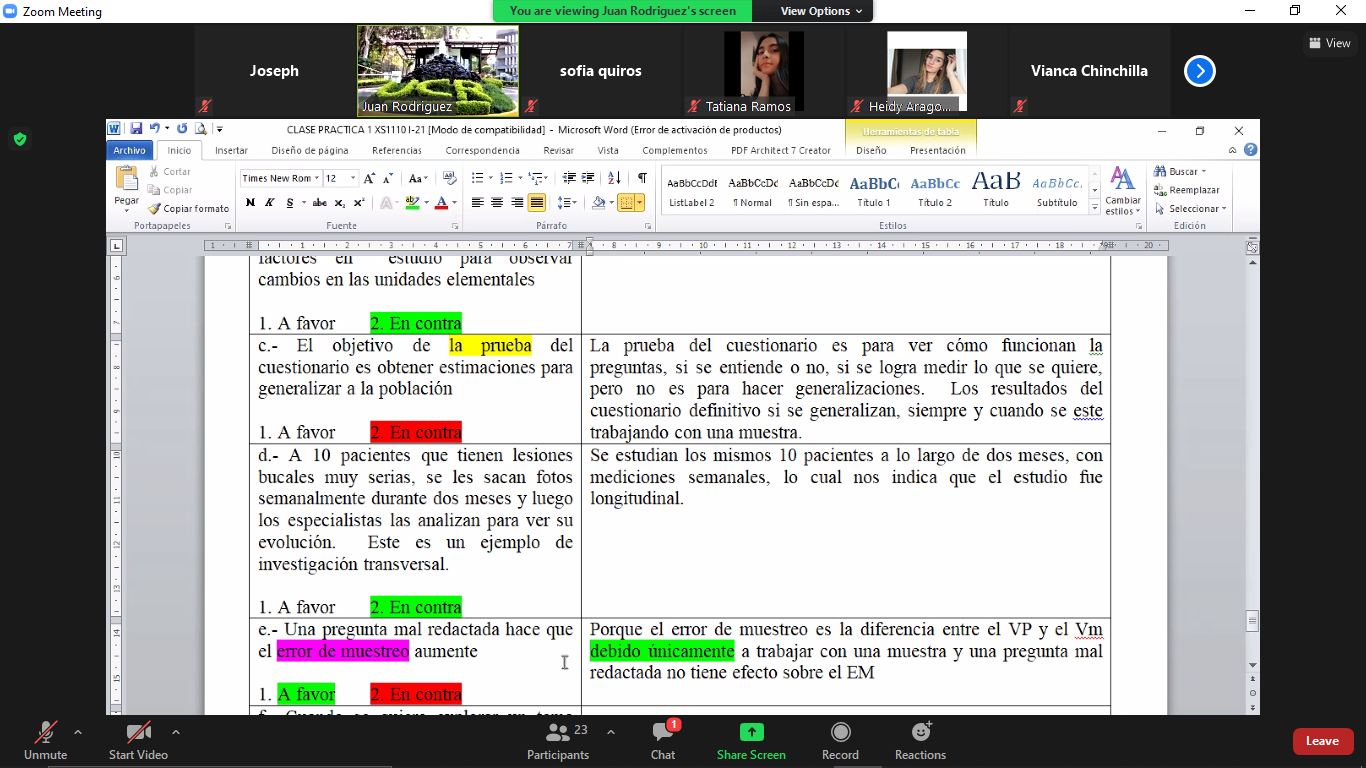 Zoom Meeting
You are viewing Juan Rodriguez's screen
View Options
View
Joseph
Juan Rodriguez
sofia quiros
Tatiana Ramos
Heidy Arago...
Vianca Chinchilla
CLASE PRACTICA 1 XS1110 I-21 [Modo de compatibilidad] - Microsoft Word (Error de activación de productos)
Herramientas de tabla
Archivo
Inicio
Insertar
Diseño de página
Referencias
Correspondencia
Revisar
Vista
Complementos
PDF Architect 7 Creator
Diseño
Presentación
Pegar
Cortar
Copiar
Copiar formato
Portapapeles
Times New Rom
12
Fuente
Párrafo
AaBbCcDdE
ListLabel 2
AaBbCcDc
¶ Normal
AaBbCcDc
¶ Sin espa...
AaBbC
Título 1
AaBbCc
Título 2
AaB
Título
AaBbCc.
Subtítulo
Cambiar
estilos
Estilos
Buscar
Reemplazar
Seleccionar
Edición
factores en estudio para observar
cambios en las unidades elementales
1. A favor 2. En contra
c.- El objetivo de la prueba del
cuestionario es obtener estimaciones para
generalizar a la población
1. A favor 2. En contra
La prueba del cuestionario es para ver cómo funcionan la
preguntas, si se entiende o no, si se logra medir lo que se quiere,
pero no es para hacer generalizaciones. Los resultados del
cuestionario definitivo si se generalizan, siempre y cuando se este
trabajando con una muestra.
d.- A 10 pacientes que tienen lesiones
bucales muy serias, se les sacan fotos
semanalmente durante dos meses y luego
los especialistas las analizan para ver su
evolución. Este es un ejemplo de
investigación transversal.
1. A favor 2. En contra
Se estudian los mismos 10 pacientes a lo largo de dos meses, con
mediciones semanales, lo cual nos indica que el estudio fue
longitudinal.
e.- Una pregunta mal redactada hace que
el error de muestreo aumente
1. A favor 2. En contra
Porque el error de muestreo es la diferencia entre el VP y el Vm
debido únicamente a trabajar con una muestra y una pregunta mal
redactada no tiene efecto sobre el EM
Unmute
Start Video
Participants
23
Chat
1
Share Screen
Record
Reactions
Leave